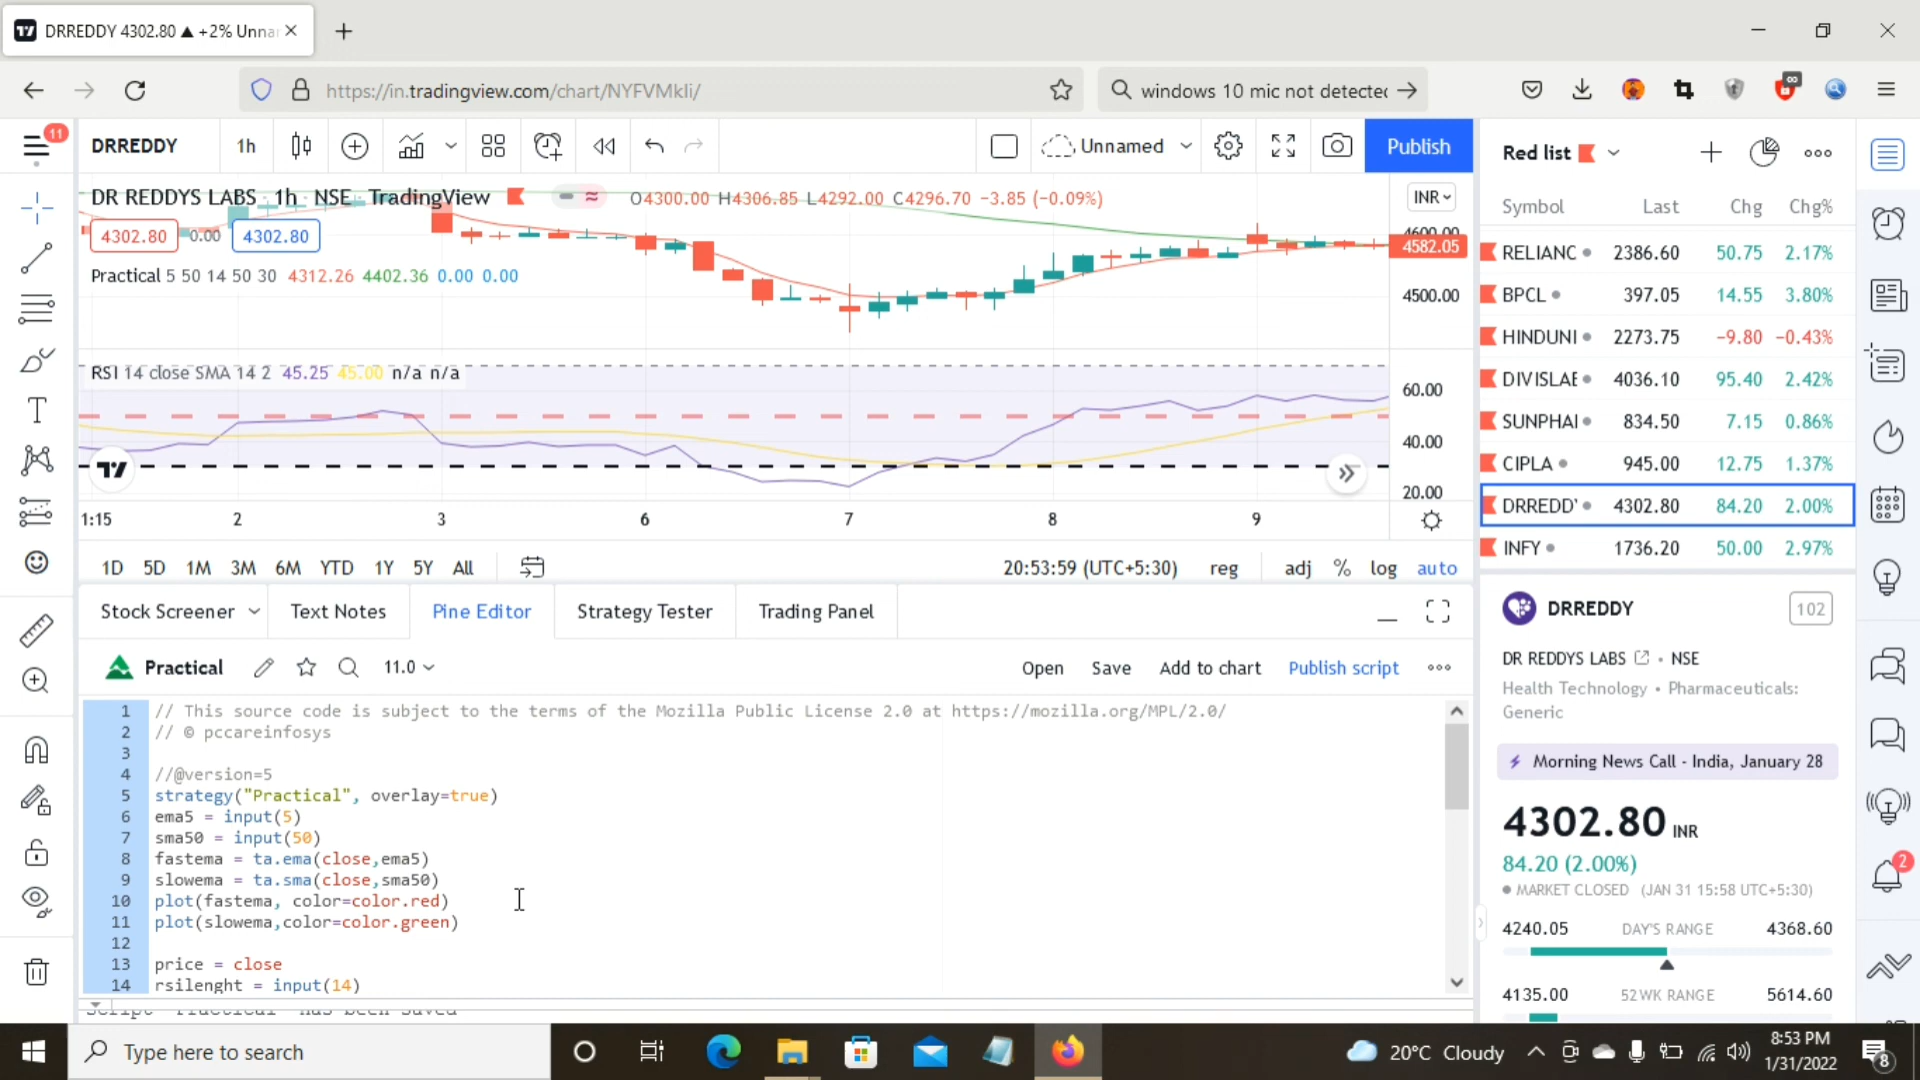 DRREDDY 4302.80 ▲ +2% Unna
https://in.tradingview.com/chart/NYFVMkli/
windows 10 mic not detected
11
DRREDDY 1h
Unnamed
Publish
Red list
DR REDDYS LABS · 1h · NSE · TradingView
O4300.00 H4306.85 L4292.00 C4296.70 −3.85 (−0.09%)
INR
4302.80 0.00 4302.80
4600.00
4582.05
Practical 5 50 14 50 30 4312.26 4402.36 0.00 0.00
4500.00
RSI 14 close SMA 14 2 45.25 45.00 n/a n/a
60.00
40.00
20.00
1:15 2 3 6 7 8 9
1D 5D 1M 3M 6M YTD 1Y 5Y All
20:53:59 (UTC+5:30) reg adj % log auto
Symbol Last Chg Chg%
RELIANC 2386.60 50.75 2.17%
BPCL 397.05 14.55 3.80%
HINDUNI 2273.75 −9.80 −0.43%
DIVISLAE 4036.10 95.40 2.42%
SUNPHAI 834.50 7.15 0.86%
CIPLA 945.00 12.75 1.37%
DRREDD' 4302.80 84.20 2.00%
INFY 1736.20 50.00 2.97%
Stock Screener Text Notes Pine Editor Strategy Tester Trading Panel
Practical 11.0
Open Save Add to chart Publish script
1 // This source code is subject to the terms of the Mozilla Public License 2.0 at https://mozilla.org/MPL/2.0/
2 // © pccareinfosys
3
4 //@version=5
5 strategy("Practical", overlay=true)
6 ema5 = input(5)
7 sma50 = input(50)
8 fastema = ta.ema(close,ema5)
9 slowema = ta.sma(close,sma50)
10 plot(fastema, color=color.red)
11 plot(slowema,color=color.green)
12
13 price = close
14 rsilenght = input(14)
DRREDDY 102
DR REDDYS LABS • NSE
Health Technology • Pharmaceuticals:
Generic
Morning News Call - India, January 28
4302.80 INR
84.20 (2.00%)
MARKET CLOSED (JAN 31 15:58 UTC+5:30)
4240.05 DAY'S RANGE 4368.60
4135.00 52WK RANGE 5614.60
2
Type here to search
20°C Cloudy
8:53 PM
1/31/2022
8